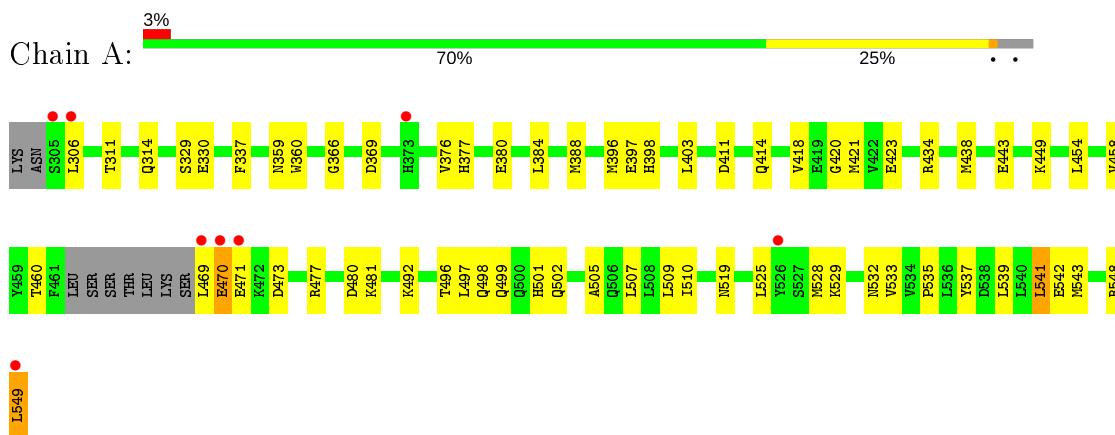 3%
Chain A:
70% 25% • •
LYS ASN S305 L306 T311 Q314 S329 E330 F337 N359 W360 G366 D369 H373 V376 H377 E380 L384 M388 M396 E397 H398 L403 D411 Q414 V418 E419 G420 M421 V422 E423 R434 M438 E443 K449 L454 V458
Y459 T460 F461 LEU SER SER THR LEU LYS SER L469 E470 E471 K472 D473 R477 D480 K481 K492 T496 L497 Q498 Q499 Q500 H501 Q502 A505 Q506 L507 L508 L509 I510 N519 L525 Y526 S527 M528 K529 N532 V533 V534 P535 L536 Y537 D538 L539 L540 L541 E542 M543 R548
L549